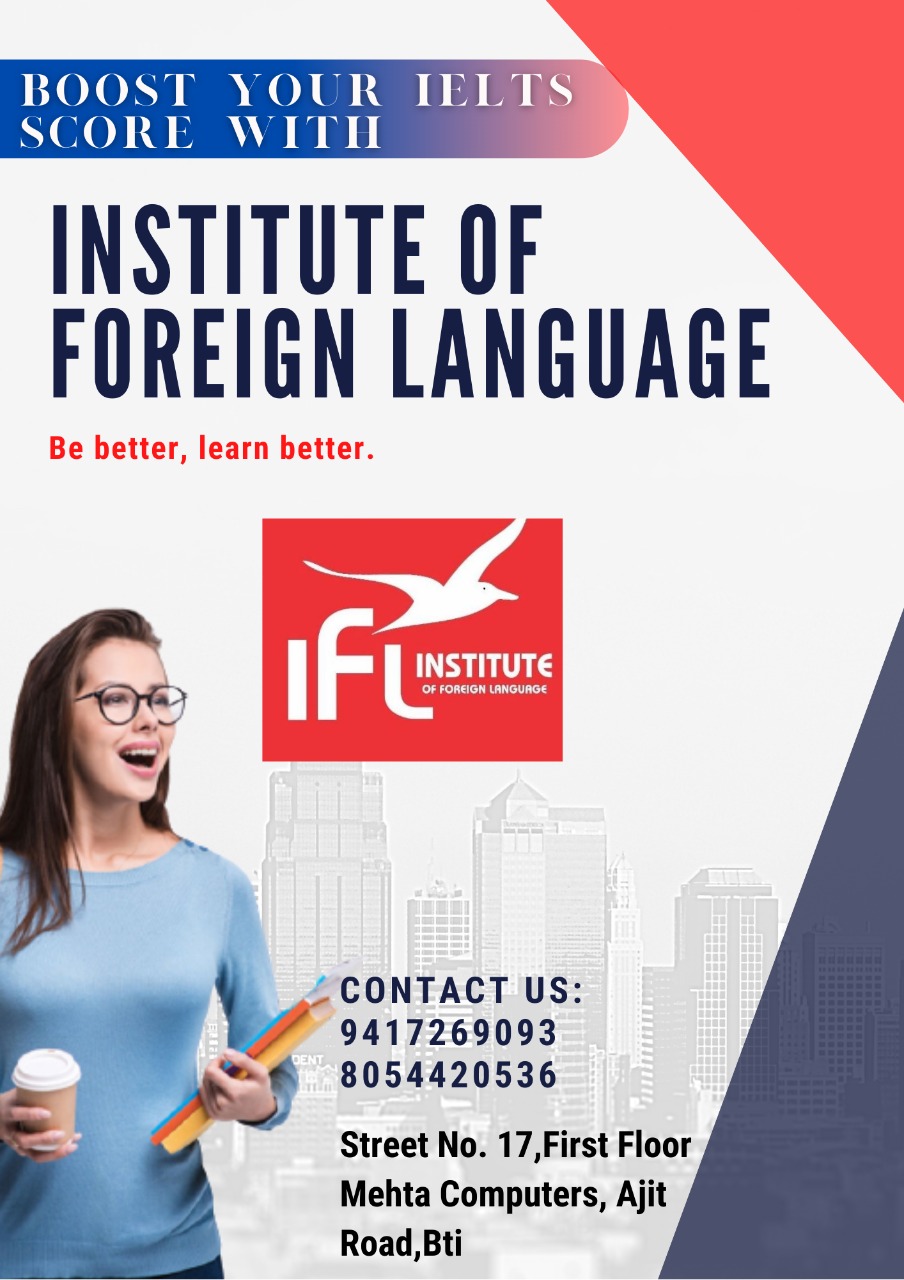 BOOST YOUR IELTS
SCORE WITH
INSTITUTE OF
FOREIGN LANGUAGE
Be better, learn better.
IFL INSTITUTE
OF FOREIGN LANGUAGE
CONTACT US:
9417269093
8054420536
Street No. 17,First Floor
Mehta Computers, Ajit
Road,Bti